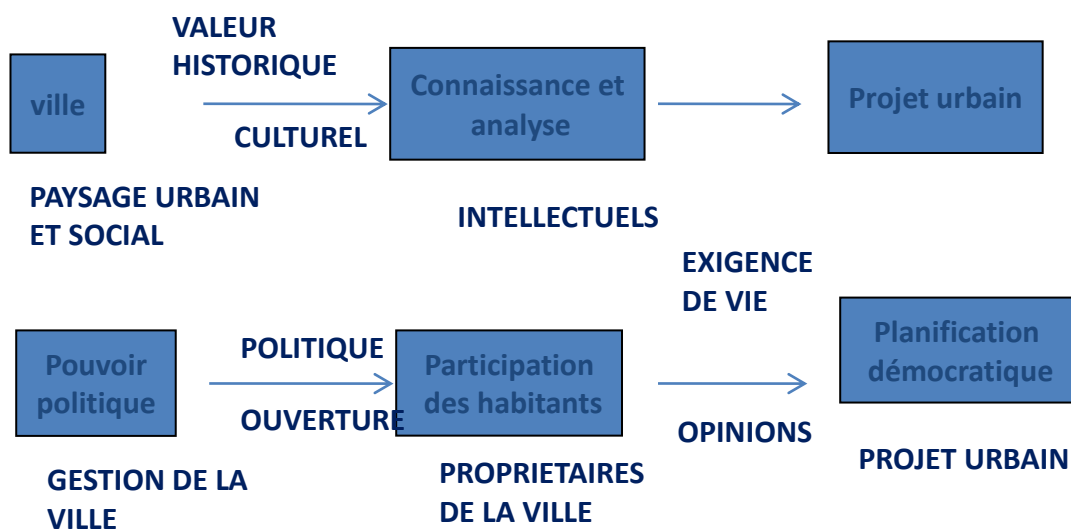 VALEUR
HISTORIQUE
ville
Connaissance et
analyse
Projet urbain
CULTUREL
PAYSAGE URBAIN
ET SOCIAL
INTELLECTUELS
EXIGENCE
DE VIE
Pouvoir
politique
POLITIQUE
OUVERTURE
Participation
des habitants
OPINIONS
Planification
démocratique
GESTION DE LA
VILLE
PROPRIETAIRES
DE LA VILLE
PROJET URBAIN